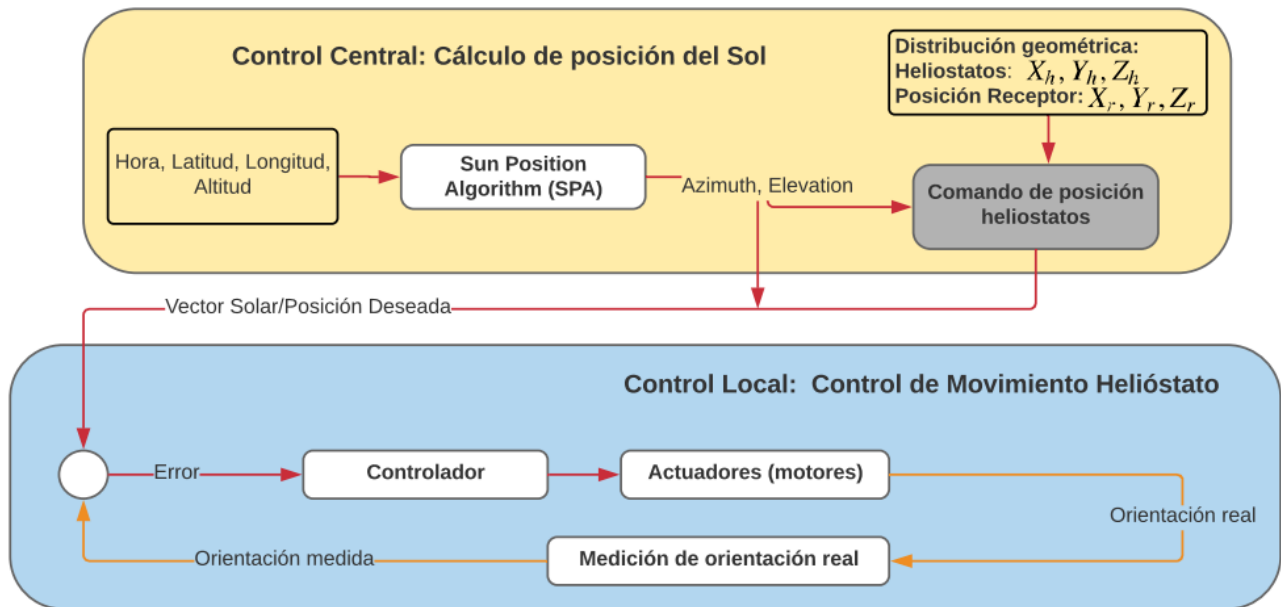 Control Central: Cálculo de posición del Sol
Distribución geométrica:
Heliostatos: X_h, Y_h, Z_h
Posición Receptor: X_r, Y_r, Z_r
Hora, Latitud, Longitud,
Altitud
Sun Position
Algorithm (SPA)
Azimuth, Elevation
Comando de posición
heliostatos
Vector Solar/Posición Deseada
Control Local: Control de Movimiento Helióstato
Error
Controlador
Actuadores (motores)
Orientación real
Orientación medida
Medición de orientación real